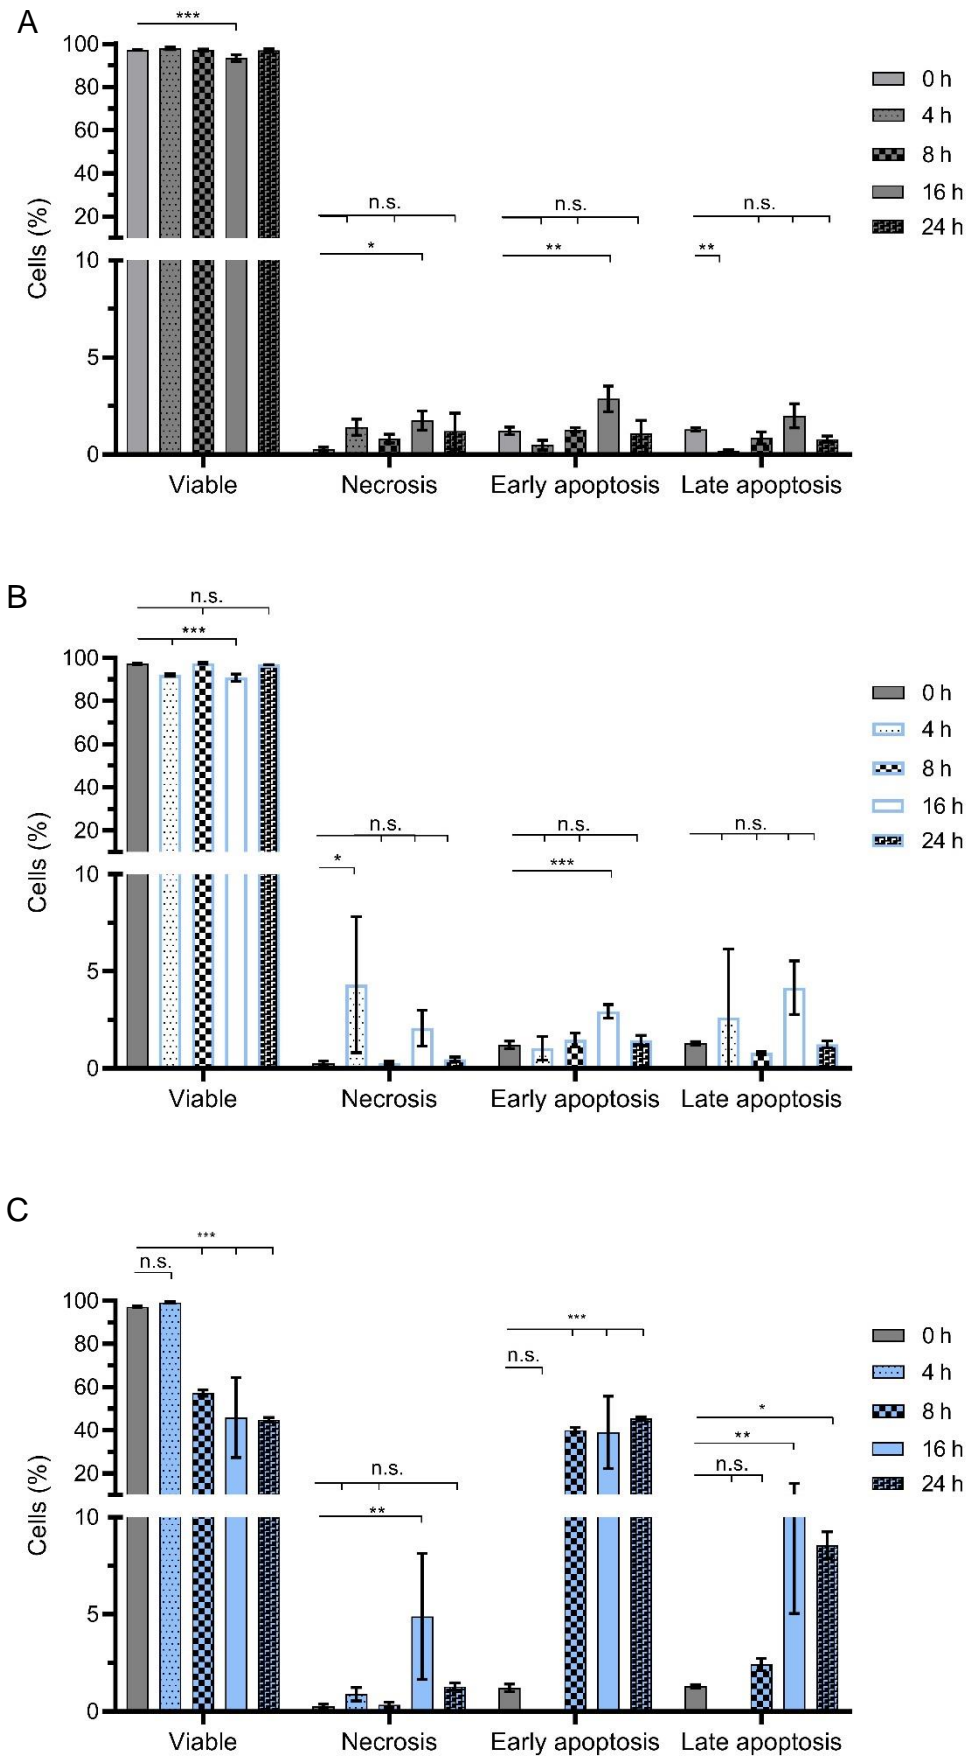 A
***
100
80
60
40
20
10
5
0
Cells (%)
n.s. n.s. n.s.
* ** **
Viable Necrosis Early apoptosis Late apoptosis
0 h
4 h
8 h
16 h
24 h
B
n.s.
***
100
80
60
40
20
10
5
0
Cells (%)
n.s. n.s. n.s.
* ***
Viable Necrosis Early apoptosis Late apoptosis
0 h
4 h
8 h
16 h
24 h
C
***
n.s.
100
80
60
40
20
10
5
0
Cells (%)
n.s.
**
***
n.s.
*
**
n.s.
Viable Necrosis Early apoptosis Late apoptosis
0 h
4 h
8 h
16 h
24 h